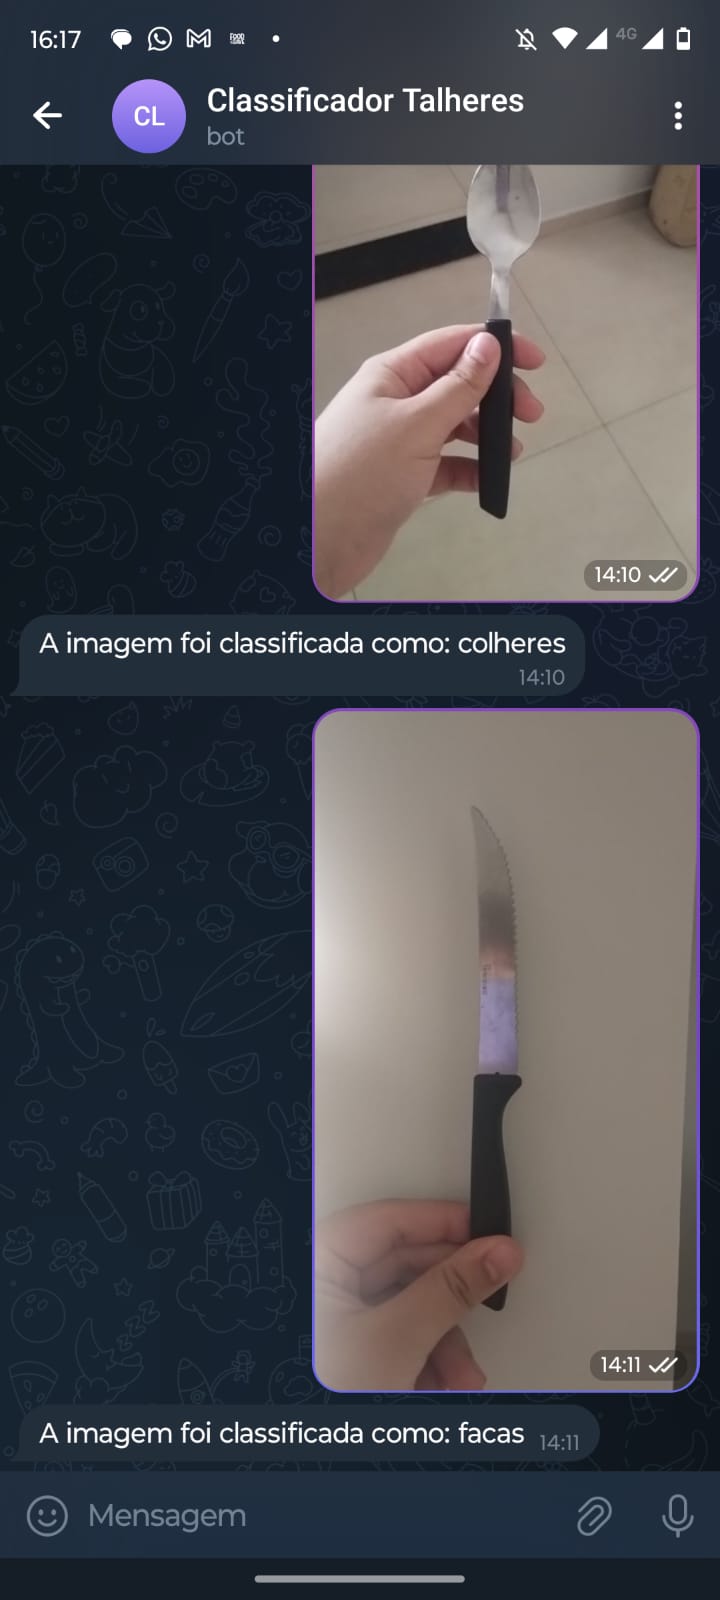 16:17
4G
CL
Classificador Talheres
bot
14:10
A imagem foi classificada como: colheres
14:10
14:11
A imagem foi classificada como: facas 14:11
Mensagem